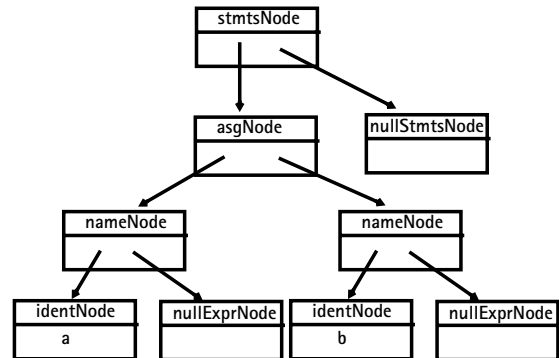 stmtsNode
asgNode
nullStmtsNode
nameNode
nameNode
identNode
nullExprNode
identNode
nullExprNode
a
b